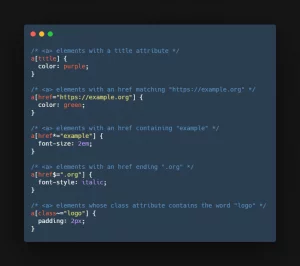 /* <a> elements with a title attribute */
a[title] {
  color: purple;
}
/* <a> elements with an href matching "https://example.org" */
a[href="https://example.org"] {
  color: green;
}
/* <a> elements with an href containing "example" */
a[href*="example"] {
  font-size: 2em;
}
/* <a> elements with an href ending ".org" */
a[href$=".org"] {
  font-style: italic;
}
/* <a> elements whose class attribute contains the word "logo" */
a[class~="logo"] {
  padding: 2px;
}